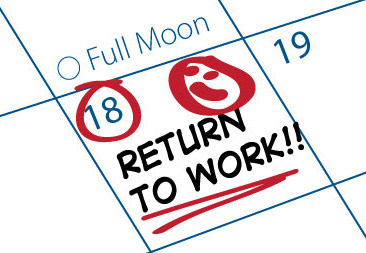 Full Moon
18
19
RETURN
TO WORK!!